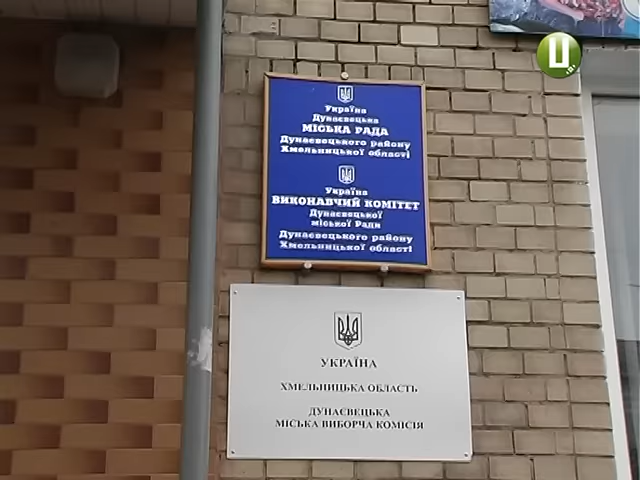 Ц
Україна
Дунаєвецька
МІСЬКА РАДА
Дунаєвецького району
Хмельницької області
Україна
ВИКОНАВЧИЙ КОМІТЕТ
Дунаєвецької
міської Ради
Дунаєвецького району
Хмельницької області
УКРАЇНА
ХМЕЛЬНИЦЬКА ОБЛАСТЬ
ДУНАЄВЕЦЬКА
МІСЬКА ВИБОРЧА КОМІСІЯ